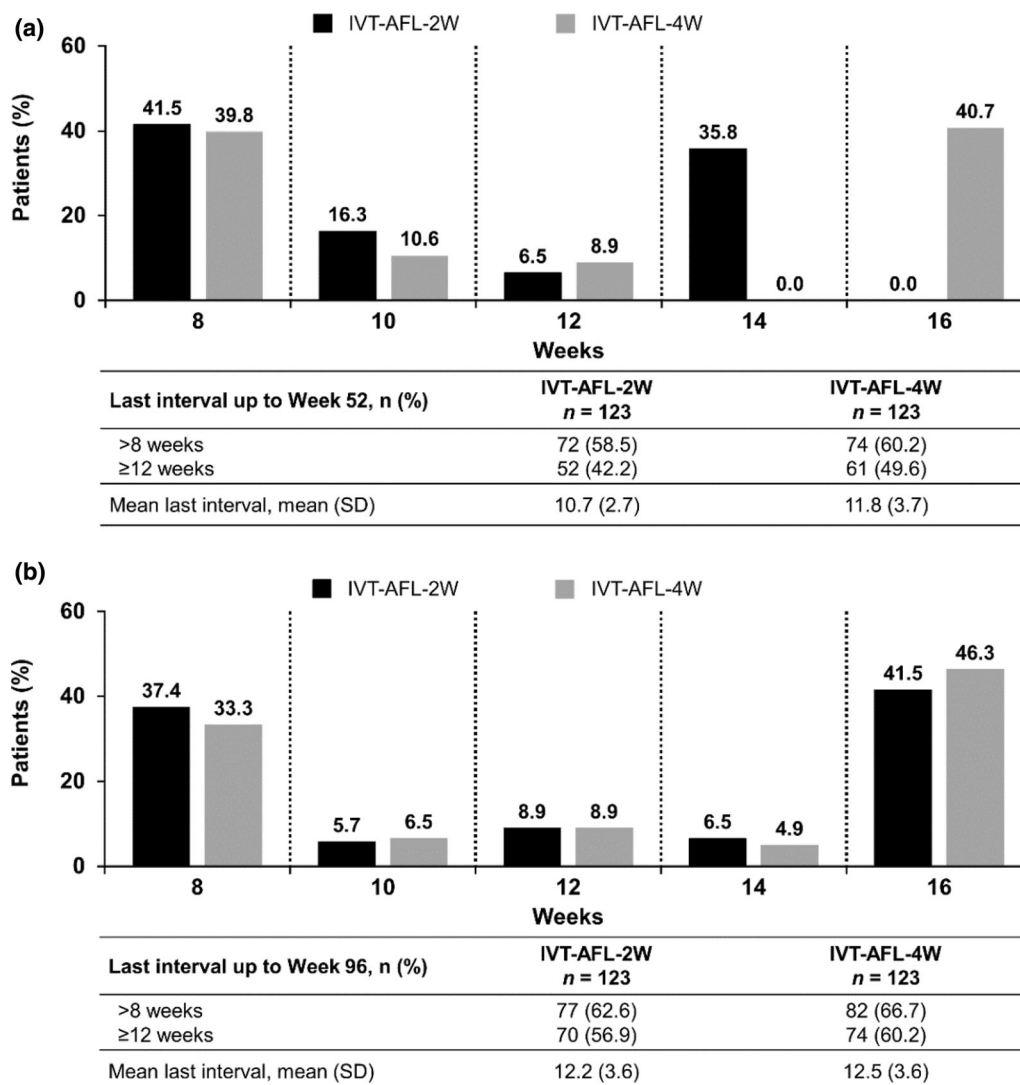 (a)
IVT-AFL-2W IVT-AFL-4W
60
40
20
0
Patients (%)
41.5 39.8
16.3 10.6
6.5 8.9
35.8 0.0
0.0 40.7
8 10 12 14 16
Weeks
Last interval up to Week 52, n (%) IVT-AFL-2W n = 123 IVT-AFL-4W n = 123
>8 weeks 72 (58.5) 74 (60.2)
≥12 weeks 52 (42.2) 61 (49.6)
Mean last interval, mean (SD) 10.7 (2.7) 11.8 (3.7)
(b)
IVT-AFL-2W IVT-AFL-4W
60
40
20
0
Patients (%)
37.4 33.3
5.7 6.5
8.9 8.9
6.5 4.9
41.5 46.3
8 10 12 14 16
Weeks
Last interval up to Week 96, n (%) IVT-AFL-2W n = 123 IVT-AFL-4W n = 123
>8 weeks 77 (62.6) 82 (66.7)
≥12 weeks 70 (56.9) 74 (60.2)
Mean last interval, mean (SD) 12.2 (3.6) 12.5 (3.6)